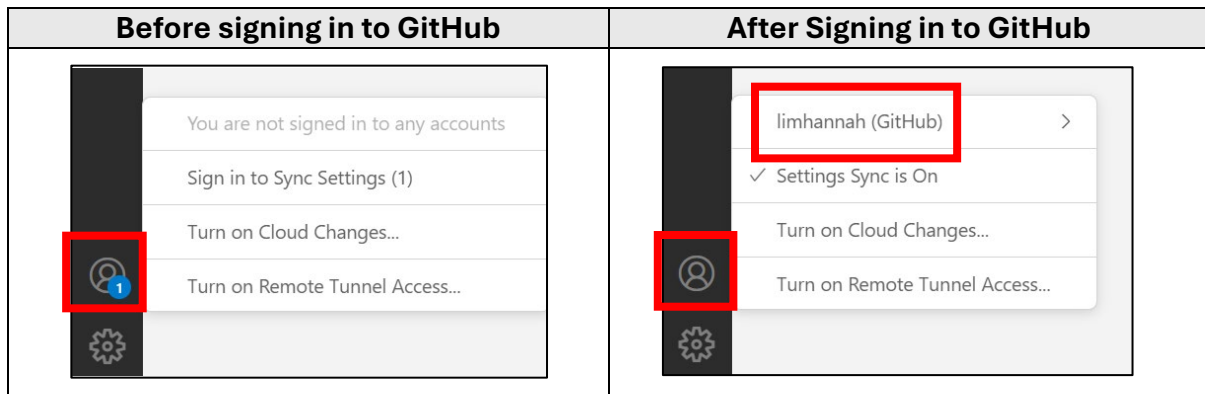 Before signing in to GitHub
After Signing in to GitHub
You are not signed in to any accounts
Sign in to Sync Settings (1)
Turn on Cloud Changes...
Turn on Remote Tunnel Access...
1
limhannah (GitHub)
Settings Sync is On
Turn on Cloud Changes...
Turn on Remote Tunnel Access...